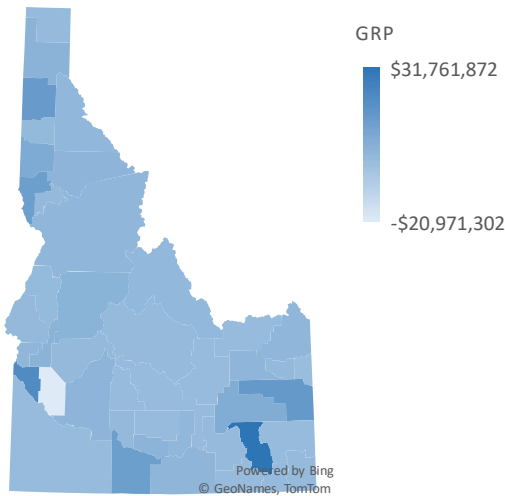 GRP
$31,761,872
-$20,971,302
Powered by Bing
© GeoNames, TomTom